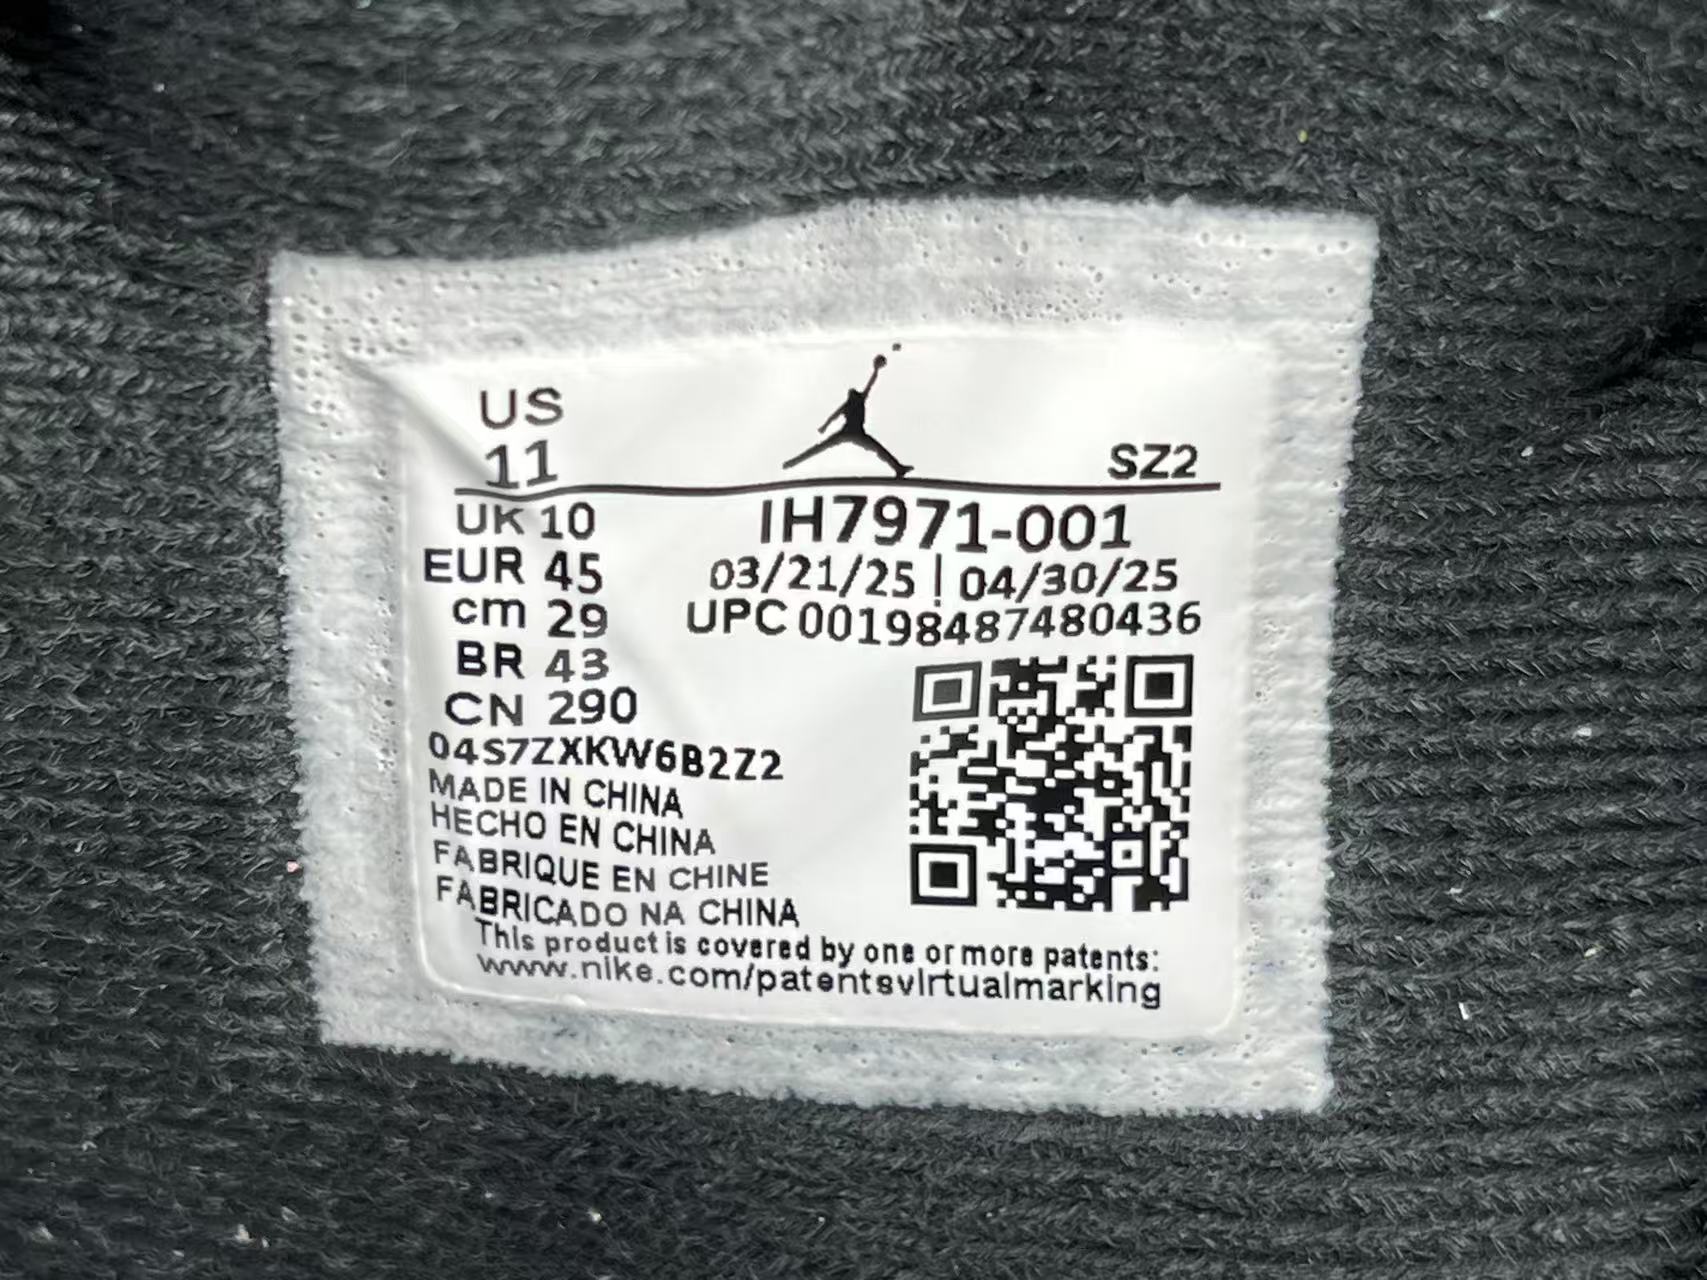 US
11
SZ2
UK 10
IH7971-001
EUR 45
03/21/25 | 04/30/25
cm 29
UPC 00198487480436
BR 43
CN 290
04S7ZXKW6B2Z2
MADE IN CHINA
HECHO EN CHINA
FABRIQUE EN CHINE
FABRICADO NA CHINA
This product is covered by one or more patents:
www.nike.com/patentsvirtualmarking